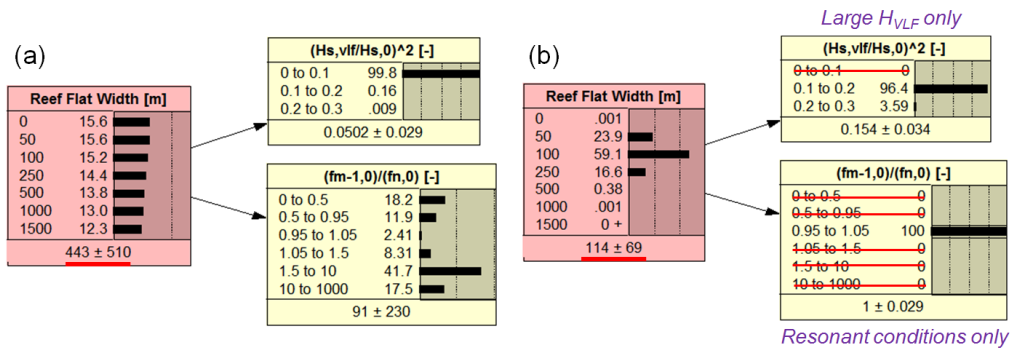 (a)
Reef Flat Width [m]
0 15.6
50 15.6
100 15.2
250 14.4
500 13.8
1000 13.0
1500 12.3
443 ± 510
(Hs,vlf/Hs,0)^2 [-]
0 to 0.1 99.8
0.1 to 0.2 0.16
0.2 to 0.3 .009
0.0502 ± 0.029
(fm-1,0)/(fn,0) [-]
0 to 0.5 18.2
0.5 to 0.95 11.9
0.95 to 1.05 2.41
1.05 to 1.5 8.31
1.5 to 10 41.7
10 to 1000 17.5
91 ± 230
(b)
Reef Flat Width [m]
0 .001
50 23.9
100 59.1
250 16.6
500 0.38
1000 .001
1500 0 +
114 ± 69
Large HVLF only
(Hs,vlf/Hs,0)^2 [-]
0 to 0.1 0
0.1 to 0.2 96.4
0.2 to 0.3 3.59
0.154 ± 0.034
(fm-1,0)/(fn,0) [-]
0 to 0.5 0
0.5 to 0.95 0
0.95 to 1.05 100
1.05 to 1.5 0
1.5 to 10 0
10 to 1000 0
1 ± 0.029
Resonant conditions only